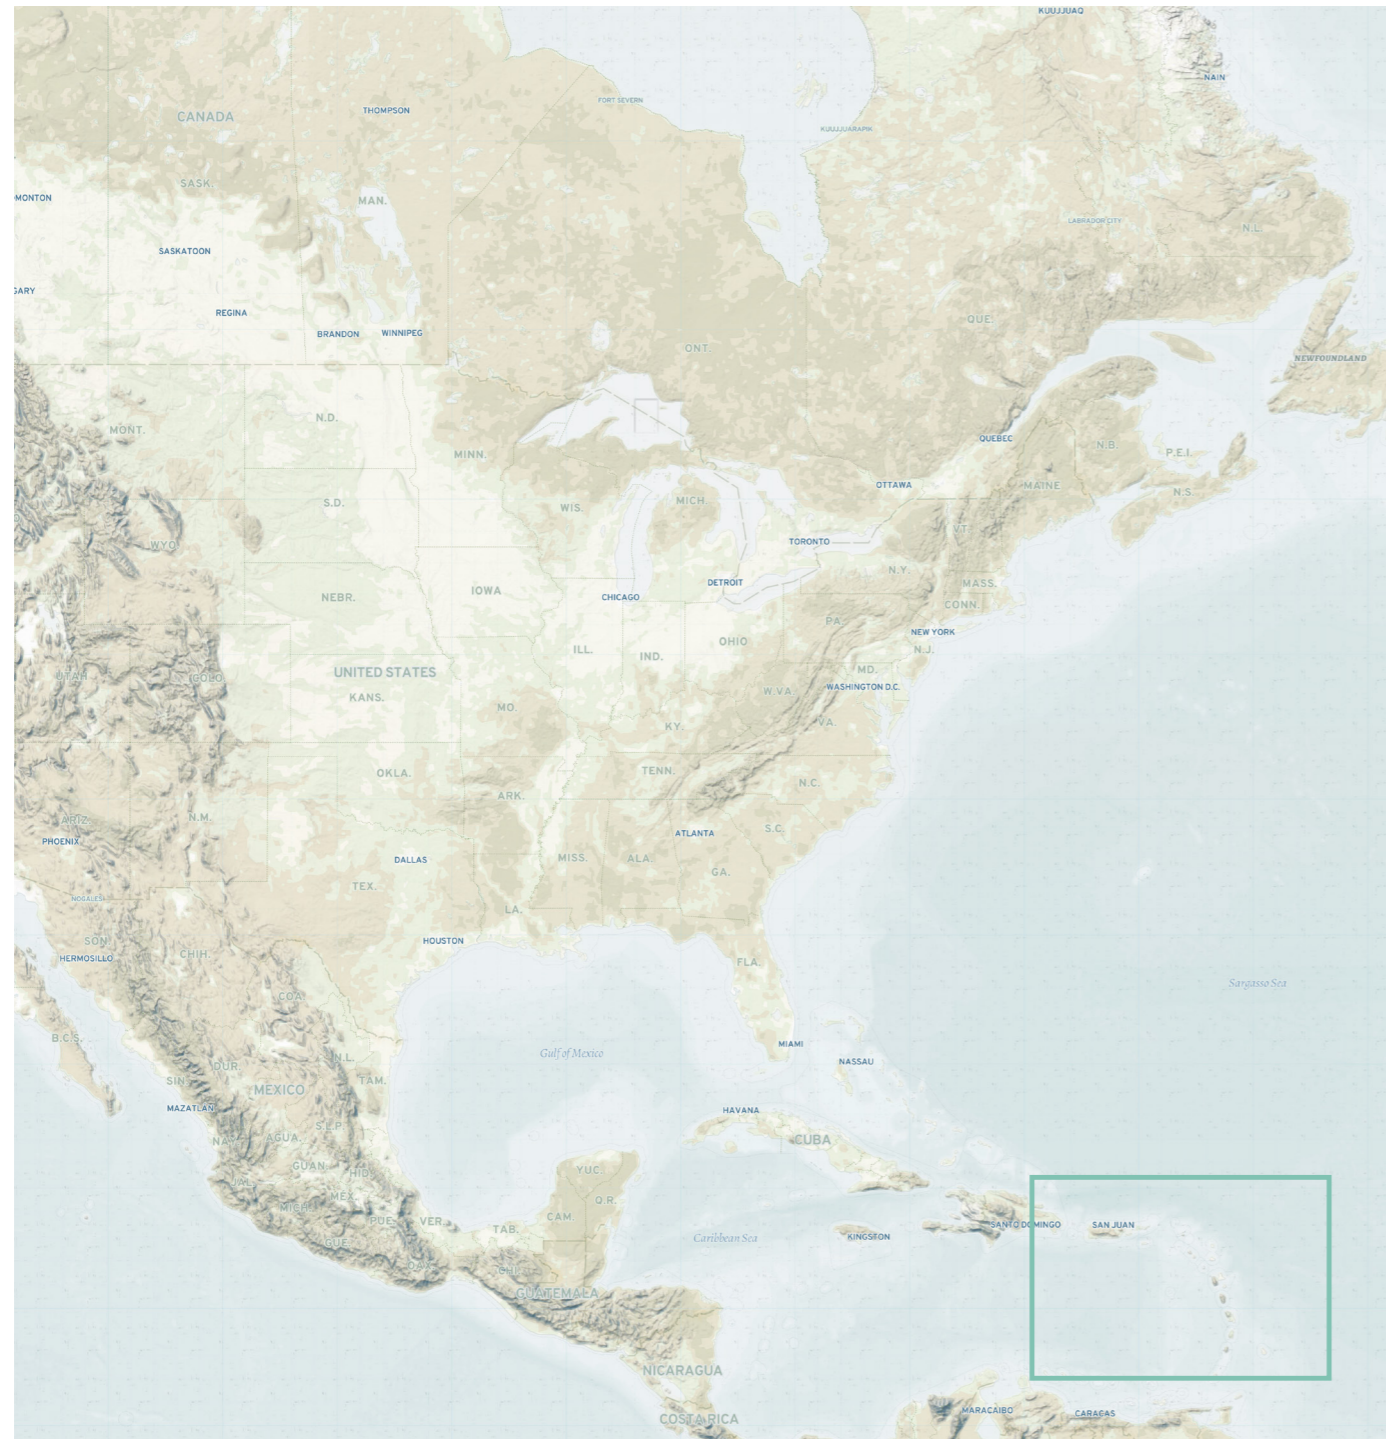 KUUJJUAQ
NAIN
FORT SEVERN
THOMPSON
CANADA
KUUJJUARAPIK
SASK.
MONTON
MAN.
LABRADOR CITY
N.L.
SASKATOON
GARY
REGINA
QUE.
BRANDON
WINNIPEG
ONT.
NEWFOUNDLAND
N.D.
MONT.
QUEBEC
N.B.
P.E.I.
MINN.
OTTAWA
MAINE
N.S.
S.D.
WIS.
MICH.
VT.
WYO
TORONTO
N.Y.
DETROIT
MASS.
NEBR.
IOWA
CHICAGO
CONN.
PA.
NEW YORK
OHIO
ILL.
IND.
N.J.
UNITED STATES
MD.
UTAH
COLO.
WASHINGTON D.C.
W.VA.
KANS.
MO.
KY.
VA.
OKLA.
TENN.
N.C.
ARK.
N.M.
ARIZ.
S.C.
ATLANTA
PHOENIX
DALLAS
MISS.
ALA.
GA.
TEX.
NOGALES
LA.
SON.
HOUSTON
CHIH.
HERMOSILLO
FLA.
Sargasso Sea
COA.
B.C.S.
MIAMI
Gulf of Mexico
N.L.
NASSAU
DUR.
SIN.
TAM.
MEXICO
MAZATLAN
HAVANA
S.L.P.
AGUA.
CUBA
NAY.
GUAN.
HID.
YUC.
JAL.
MEX.
Q.R.
MICH.
PUE.
VER.
CAM.
TAB.
SANTO DOMINGO
SAN JUAN
KINGSTON
Caribbean Sea
GUE.
OAX.
CHI.
GUATEMALA
NICARAGUA
MARACAIBO
CARACAS
COSTA RICA